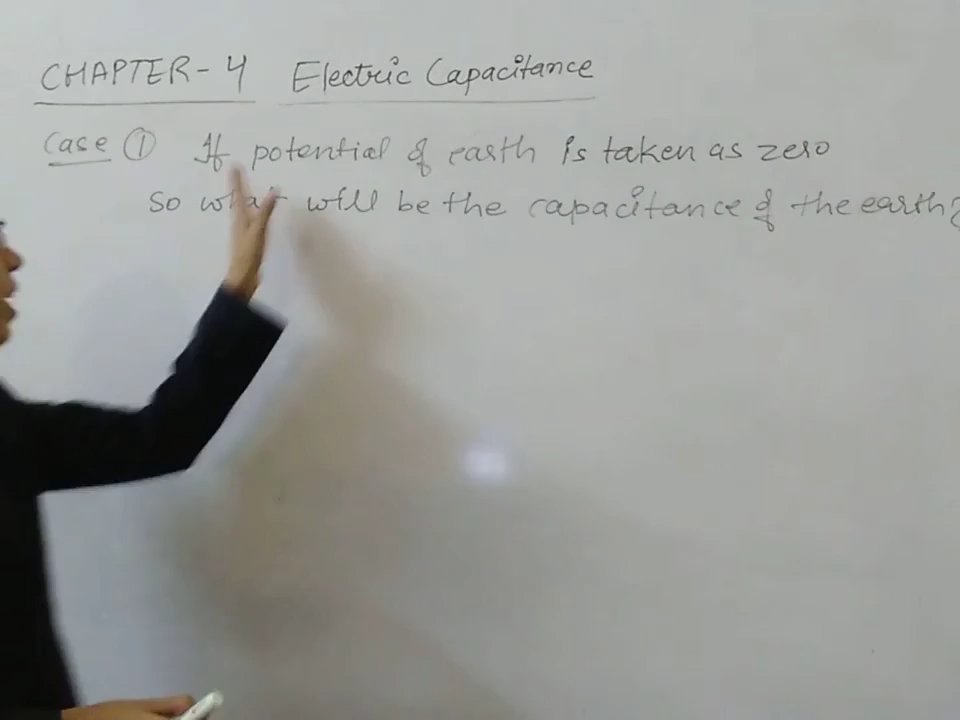 CHAPTER-4 Electric Capacitance
Case ① If potential of earth is taken as zero
so what will be the capacitance of the earth?